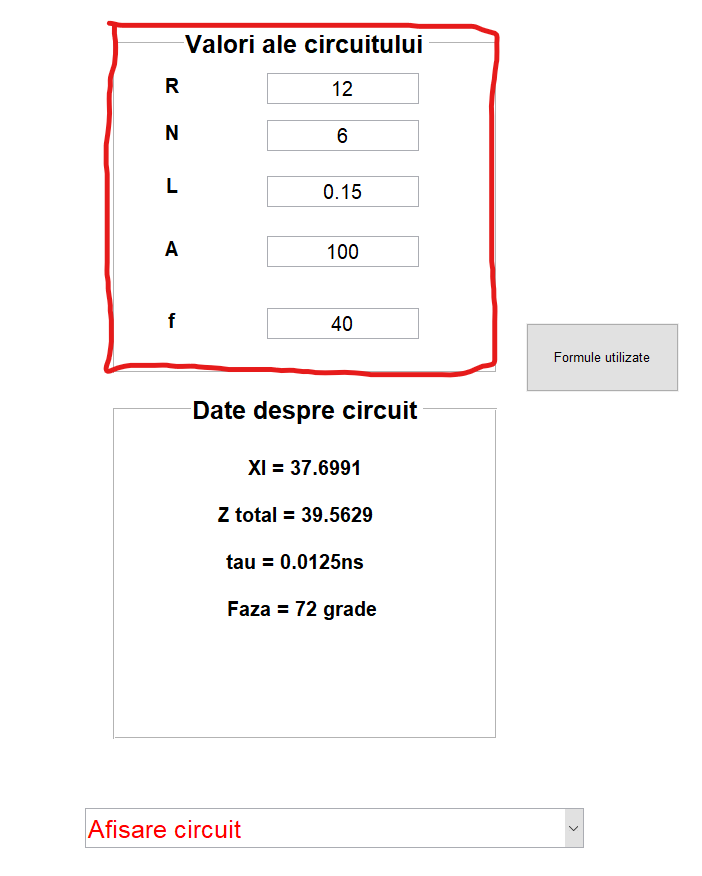 Valori ale circuitului
R 12
N 6
L 0.15
A 100
f 40
Formule utilizate
Date despre circuit
Xl = 37.6991
Z total = 39.5629
tau = 0.0125ns
Faza = 72 grade
Afisare circuit